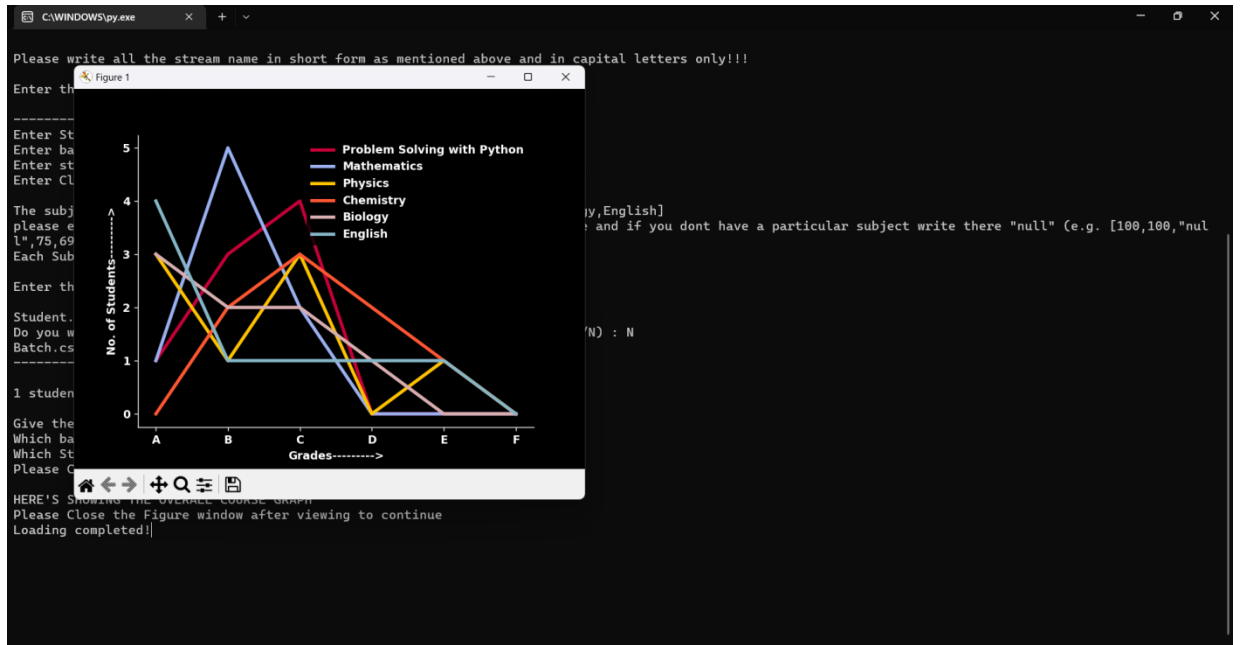 C:\WINDOWS\py.exe
Please write all the stream name in short form as mentioned above and in capital letters only!!!
Figure 1
Enter th
--------
Enter St
Enter ba
Enter st
Enter Cl
The subj
y,English]
please e
and if you dont have a particular subject write there "null" (e.g. [100,100,"nul
l",75,69
Each Sub
Enter th
Student.
Do you w
/N) : N
Batch.cs
--------
1 studen
Give the
Which ba
Which St
Please C
5
4
3
2
1
0
No. of Students--------->
Problem Solving with Python
Mathematics
Physics
Chemistry
Biology
English
A B C D E F
Grades--------->
HERE'S SHOWING THE OVERALL COURSE GRAPH
Please Close the Figure window after viewing to continue
Loading completed!